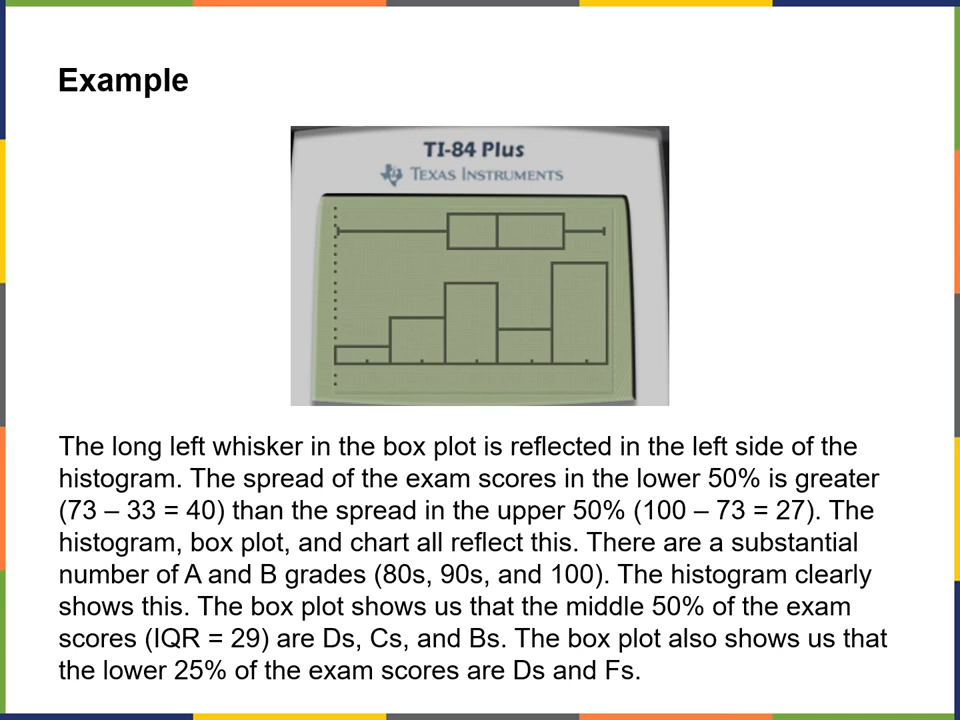 Example
TI-84 Plus
TEXAS INSTRUMENTS
The long left whisker in the box plot is reflected in the left side of the
histogram. The spread of the exam scores in the lower 50% is greater
(73 – 33 = 40) than the spread in the upper 50% (100 – 73 = 27). The
histogram, box plot, and chart all reflect this. There are a substantial
number of A and B grades (80s, 90s, and 100). The histogram clearly
shows this. The box plot shows us that the middle 50% of the exam
scores (IQR = 29) are Ds, Cs, and Bs. The box plot also shows us that
the lower 25% of the exam scores are Ds and Fs.